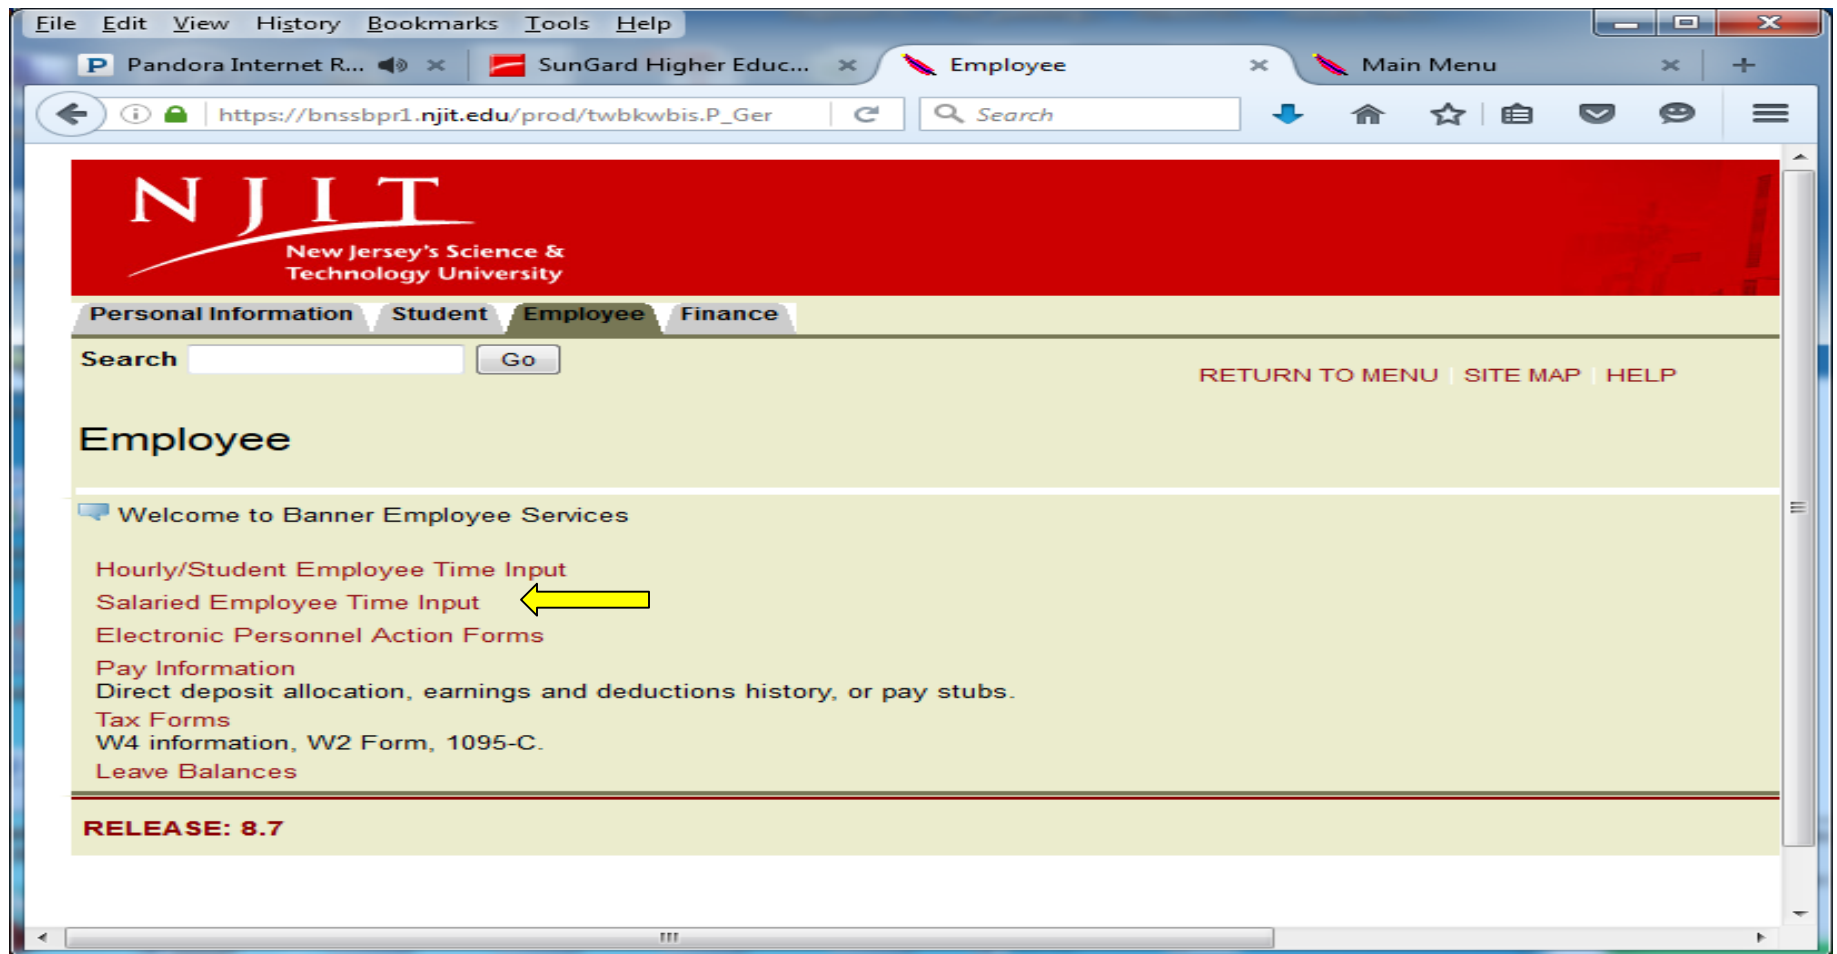 File Edit View History Bookmarks Tools Help
Pandora Internet R... SunGard Higher Educ... Employee Main Menu
https://bnssbpr1.njit.edu/prod/twbkwbis.P_Ger Search
NJIT
New Jersey's Science &
Technology University
Personal Information Student Employee Finance
Search Go
RETURN TO MENU | SITE MAP | HELP
Employee
Welcome to Banner Employee Services
Hourly/Student Employee Time Input
Salaried Employee Time Input
Electronic Personnel Action Forms
Pay Information
Direct deposit allocation, earnings and deductions history, or pay stubs.
Tax Forms
W4 information, W2 Form, 1095-C.
Leave Balances
RELEASE: 8.7